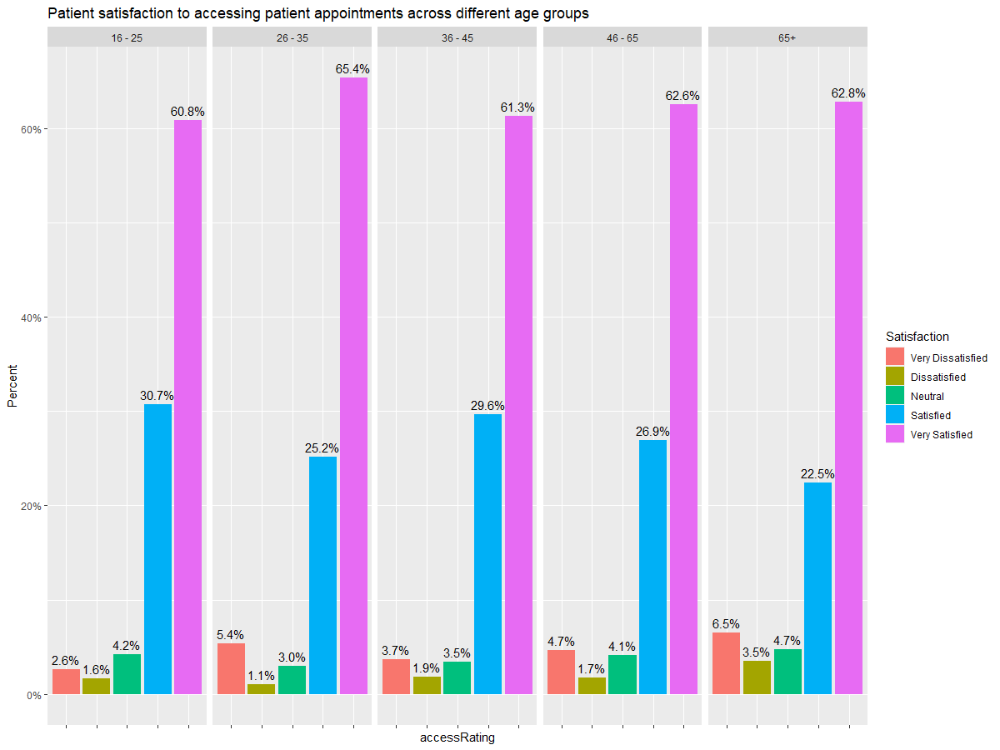 Patient satisfaction to accessing patient appointments across different age groups
16 - 25
26 - 35
36 - 45
46 - 65
65+
60%
40%
20%
0%
Percent
2.6%
1.6%
4.2%
30.7%
60.8%
5.4%
1.1%
3.0%
25.2%
65.4%
3.7%
1.9%
3.5%
29.6%
61.3%
4.7%
1.7%
4.1%
26.9%
62.6%
6.5%
3.5%
4.7%
22.5%
62.8%
accessRating
Satisfaction
Very Dissatisfied
Dissatisfied
Neutral
Satisfied
Very Satisfied